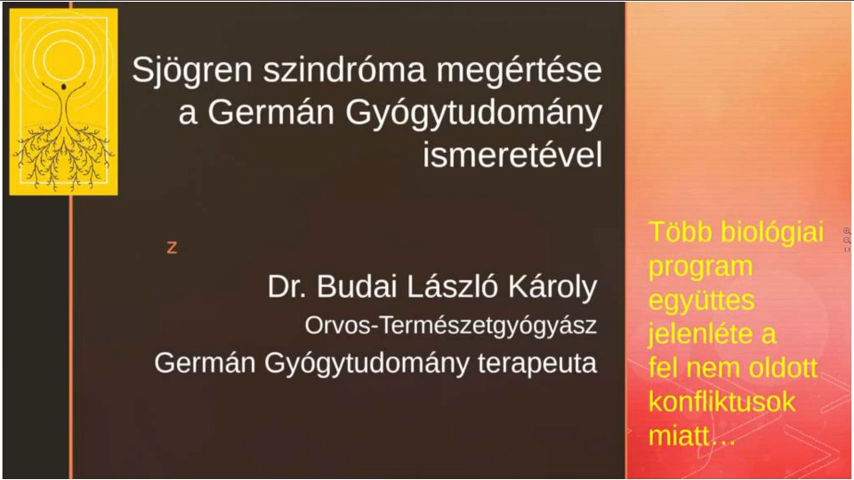 Sjögren szindróma megértése
a Germán Gyógytudomány
ismeretével
z
Dr. Budai László Károly
Orvos-Természetgyógyász
Germán Gyógytudomány terapeuta
Több biológiai
program
együttes
jelenléte a
fel nem oldott
konfliktusok
miatt…